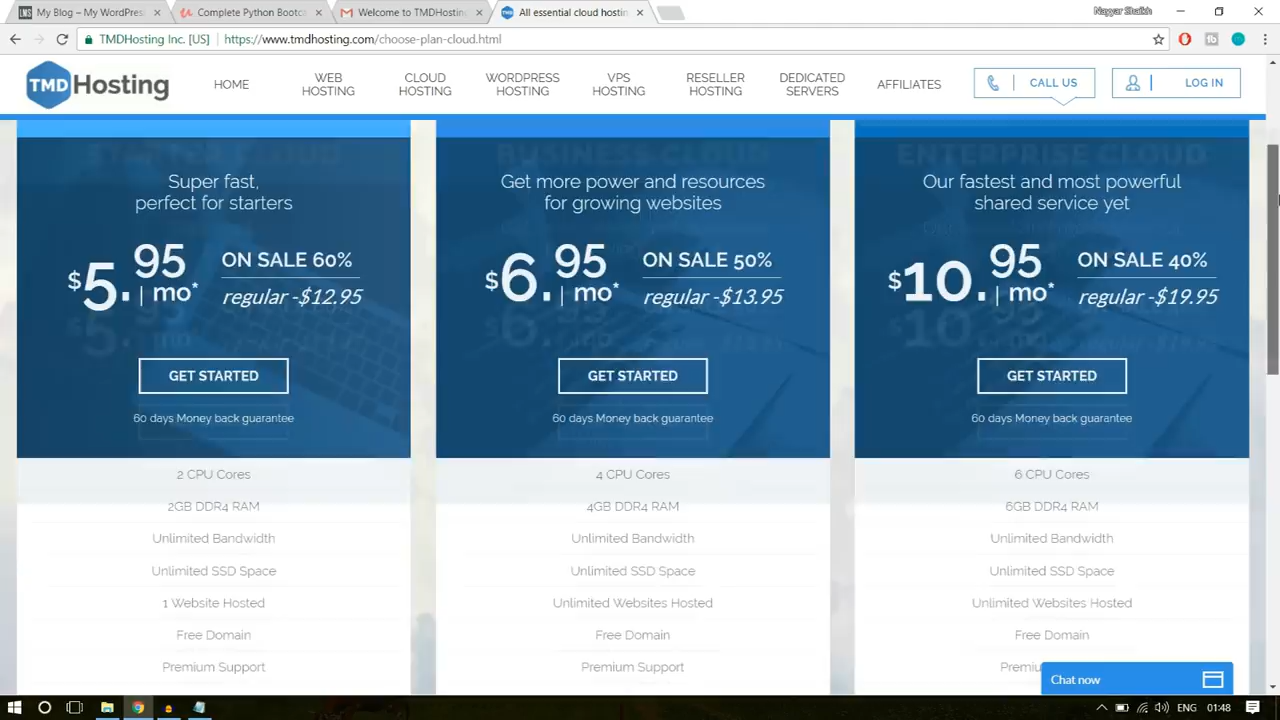 My Blog – My WordPres
Complete Python Bootca
Welcome to TMDHosting
All essential cloud hostin
Nayyar Shaikh
TMDHosting Inc. [US]
https://www.tmdhosting.com/choose-plan-cloud.html
TMDHosting
HOME
WEB
HOSTING
CLOUD
HOSTING
WORDPRESS
HOSTING
VPS
HOSTING
RESELLER
HOSTING
DEDICATED
SERVERS
AFFILIATES
CALL US
LOG IN
STARTER CLOUD
Super fast,
perfect for starters
$5.95 | mo*
ON SALE 60%
regular -$12.95
GET STARTED
60 days Money back guarantee
2 CPU Cores
2GB DDR4 RAM
Unlimited Bandwidth
Unlimited SSD Space
1 Website Hosted
Free Domain
Premium Support
BUSINESS CLOUD
Get more power and resources
for growing websites
$6.95 | mo*
ON SALE 50%
regular -$13.95
GET STARTED
60 days Money back guarantee
4 CPU Cores
4GB DDR4 RAM
Unlimited Bandwidth
Unlimited SSD Space
Unlimited Websites Hosted
Free Domain
Premium Support
ENTERPRISE CLOUD
Our fastest and most powerful
shared service yet
$10.95 | mo*
ON SALE 40%
regular -$19.95
GET STARTED
60 days Money back guarantee
6 CPU Cores
6GB DDR4 RAM
Unlimited Bandwidth
Unlimited SSD Space
Unlimited Websites Hosted
Free Domain
Premiu
Chat now
ENG
01:48